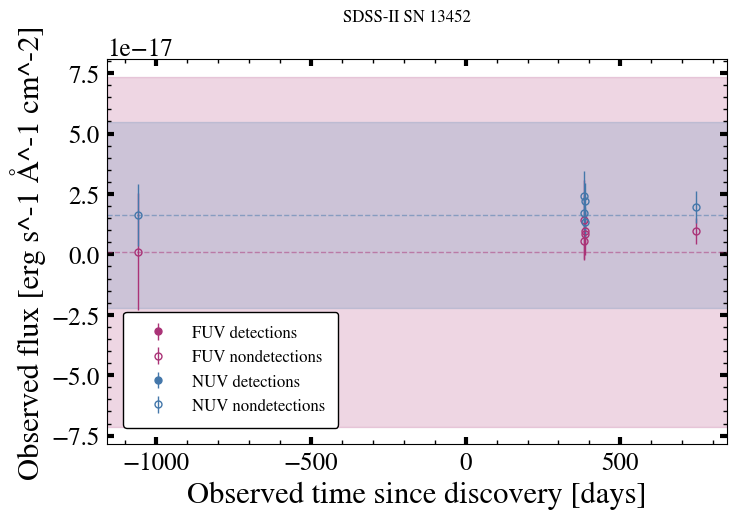 SDSS-II SN 13452
1e−17
Observed flux [erg s^-1 Å^-1 cm^-2]
7.5
5.0
2.5
0.0
−2.5
−5.0
−7.5
FUV detections
FUV nondetections
NUV detections
NUV nondetections
−1000
−500
0
500
Observed time since discovery [days]